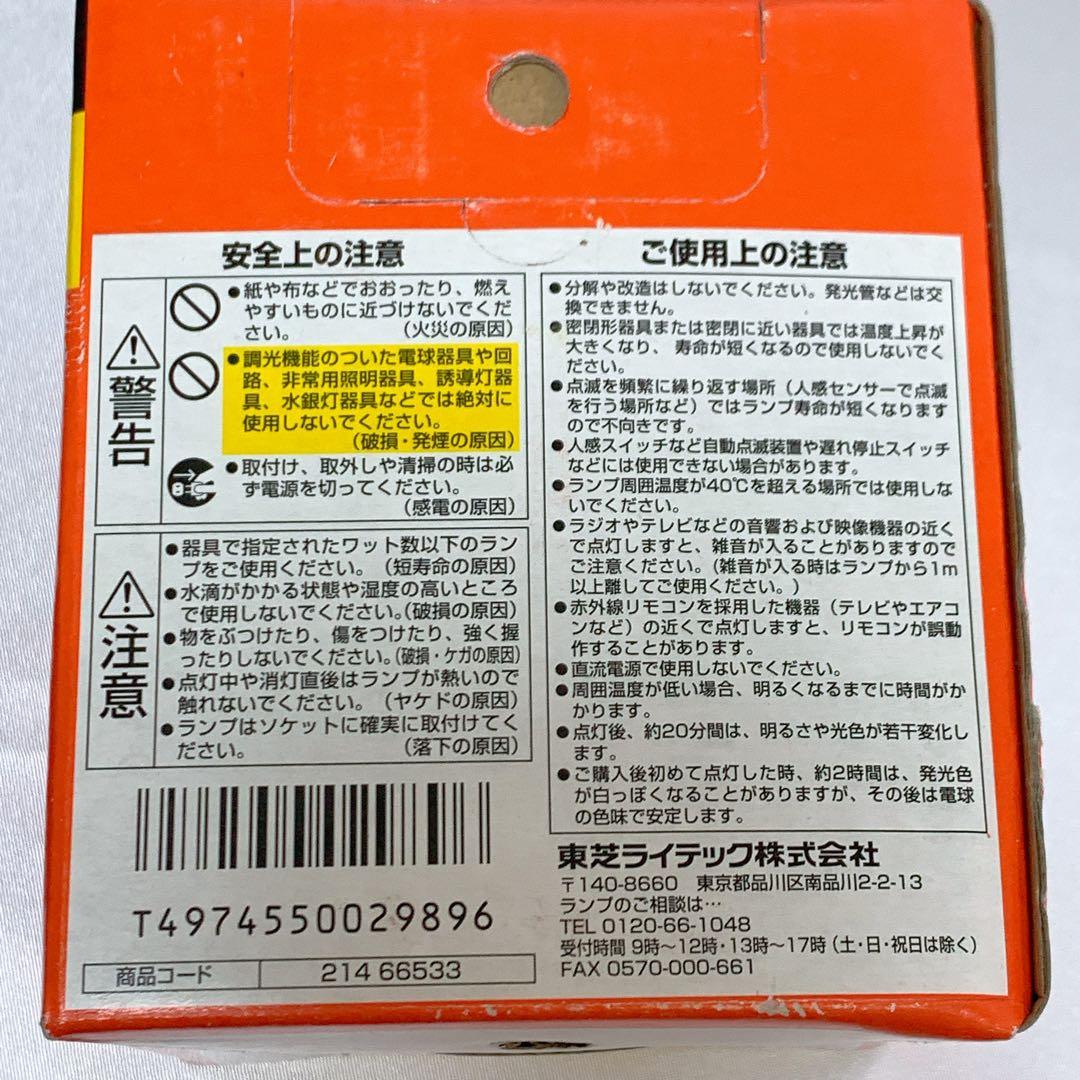 安全上の注意
警告
●紙や布などでおおったり、燃え
やすいものに近づけないでくだ
さい。 (火災の原因)
●調光機能のついた電球器具や回
路、非常用照明器具、誘導灯器
具、水銀灯器具などでは絶対に
使用しないでください。
(破損・発煙の原因)
●取付け、取外しや清掃の時は必
ず電源を切ってください。
(感電の原因)
注意
●器具で指定されたワット数以下のラン
プをご使用ください。 (短寿命の原因)
●水滴がかかる状態や湿度の高いところ
で使用しないでください。(破損の原因)
●物をぶつけたり、傷をつけたり、強く握
ったりしないでください。(破損・ケガの原因)
●点灯中や消灯直後はランプが熱いので
触れないでください。 (ヤケドの原因)
●ランプはソケットに確実に取付けてく
ださい。 (落下の原因)
T4974550029896
商品コード 214 66533
ご使用上の注意
●分解や改造はしないでください。発光管などは交
換できません。
●密閉形器具または密閉に近い器具では温度上昇が
大きくなり、寿命が短くなるので使用しないでく
ださい。
●点滅を頻繁に繰り返す場所(人感センサーで点滅
を行う場所など)ではランプ寿命が短くなります
ので不向きです。
●人感スイッチなど自動点滅装置や遅れ停止スイッチ
などには使用できない場合があります。
●ランプ周囲温度が40℃を超える場所では使用しな
いでください。
●ラジオやテレビなどの音響および映像機器の近く
で点灯しますと、雑音が入ることがありますので
ご注意ください。(雑音が入る時はランプから1m
以上離してご使用ください。)
●赤外線リモコンを採用した機器(テレビやエアコ
ンなど)の近くで点灯しますと、リモコンが誤動
作することがあります。
●直流電源で使用しないでください。
●周囲温度が低い場合、明るくなるまでに時間がか
かります。
●点灯後、約20分間は、明るさや光色が若干変化し
ます。
●ご購入後初めて点灯した時、約2時間は、発光色
が白っぽくなることがありますが、その後は電球
の色味で安定します。
東芝ライテック株式会社
〒140-8660 東京都品川区南品川2-2-13
ランプのご相談は…
TEL 0120-66-1048
受付時間 9時〜12時・13時〜17時(土・日・祝日は除く)
FAX 0570-000-661